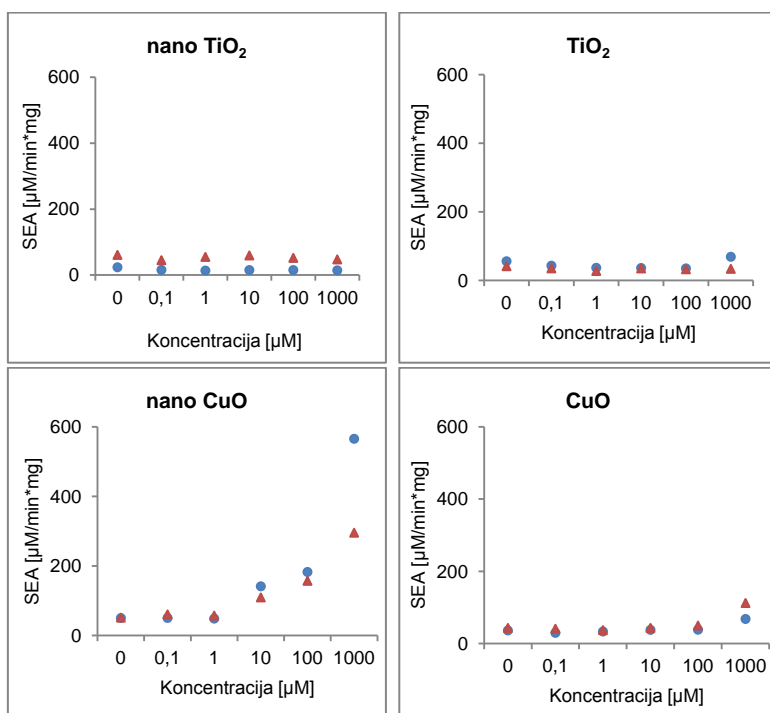 nano TiO₂
SEA [µM/min*mg]
600
400
200
0
0 0,1 1 10 100 1000
Koncentracija [µM]
TiO₂
SEA [µM/min*mg]
600
400
200
0
0 0,1 1 10 100 1000
Koncentracija [µM]
nano CuO
SEA [µM/min*mg]
600
400
200
0
0 0,1 1 10 100 1000
Koncentracija [µM]
CuO
SEA [µM/min*mg]
600
400
200
0
0 0,1 1 10 100 1000
Koncentracija [µM]